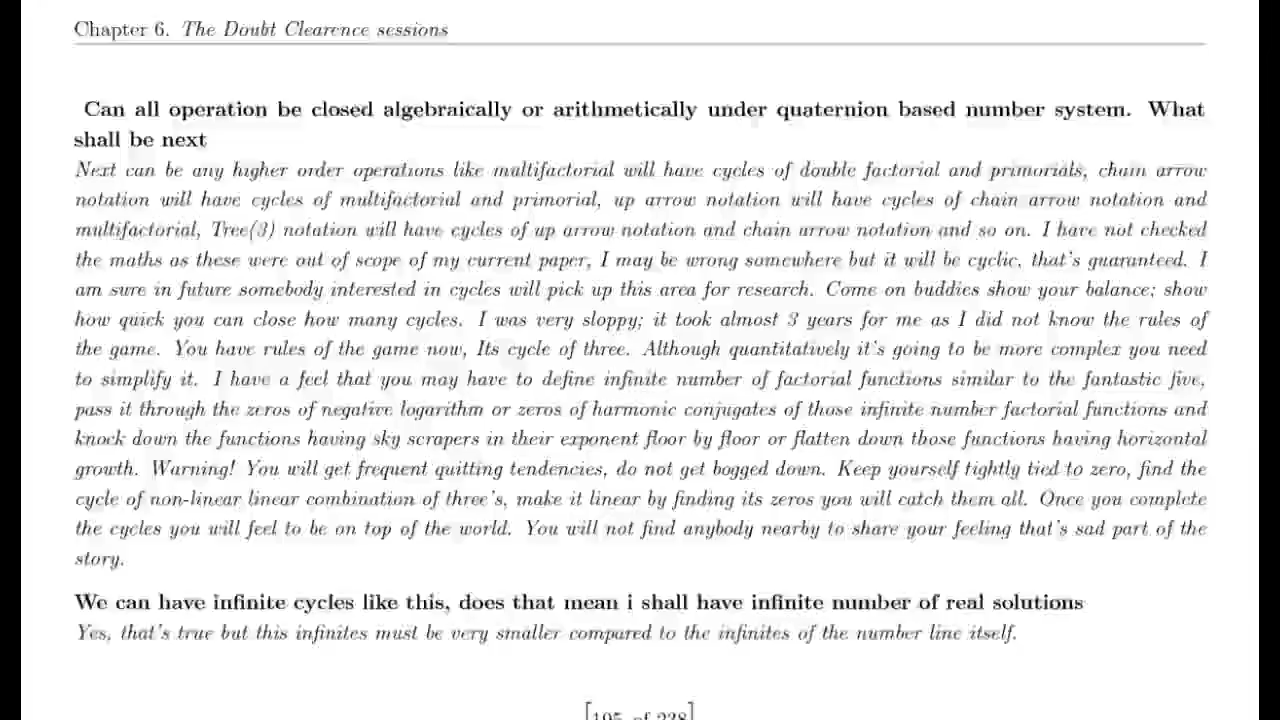 Chapter 6. The Doubt Clearence sessions
Can all operation be closed algebraically or arithmetically under quaternion based number system. What
shall be next
Next can be any higher order operations like multifactorial will have cycles of double factorial and primorials, chain arrow
notation will have cycles of multifactorial and primorial, up arrow notation will have cycles of chain arrow notation and
multifactorial, Tree(3) notation will have cycles of up arrow notation and chain arrow notation and so on. I have not checked
the maths as these were out of scope of my current paper, I may be wrong somewhere but it will be cyclic, that's guaranteed. I
am sure in future somebody interested in cycles will pick up this area for research. Come on buddies show your balance; show
how quick you can close how many cycles. I was very sloppy; it took almost 3 years for me as I did not know the rules of
the game. You have rules of the game now, Its cycle of three. Although quantitatively it's going to be more complex you need
to simplify it. I have a feel that you may have to define infinite number of factorial functions similar to the fantastic five,
pass it through the zeros of negative logarithm or zeros of harmonic conjugates of those infinite number factorial functions and
knock down the functions having sky scrapers in their exponent floor by floor or flatten down those functions having horizontal
growth. Warning! You will get frequent quitting tendencies, do not get bogged down. Keep yourself tightly tied to zero, find the
cycle of non-linear linear combination of three's, make it linear by finding its zeros you will catch them all. Once you complete
the cycles you will feel to be on top of the world. You will not find anybody nearby to share your feeling that's sad part of the
story.
We can have infinite cycles like this, does that mean i shall have infinite number of real solutions
Yes, that's true but this infinites must be very smaller compared to the infinites of the number line itself.
[195 of 238]